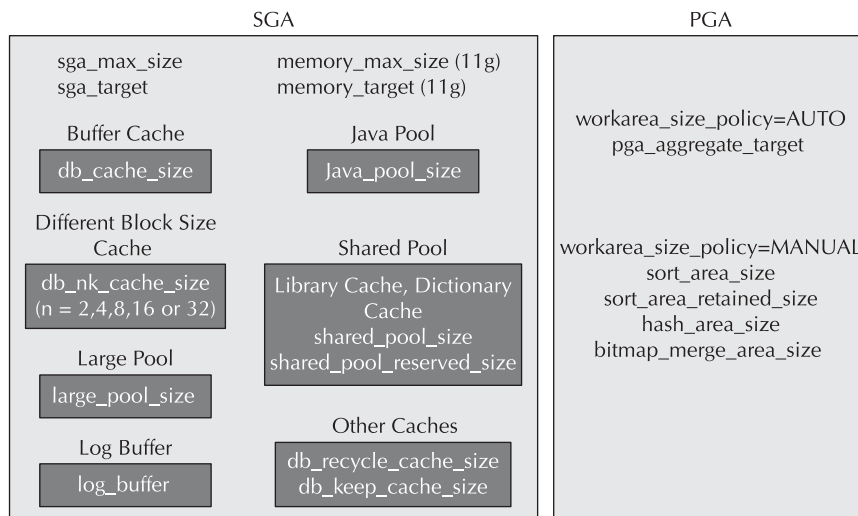 SGA
sga_max_size
sga_target
memory_max_size (11g)
memory_target (11g)
Buffer Cache
db_cache_size
Java Pool
Java_pool_size
Different Block Size
Cache
db_nk_cache_size
(n = 2,4,8,16 or 32)
Shared Pool
Library Cache, Dictionary
Cache
shared_pool_size
shared_pool_reserved_size
Large Pool
large_pool_size
Log Buffer
log_buffer
Other Caches
db_recycle_cache_size
db_keep_cache_size
PGA
workarea_size_policy=AUTO
pga_aggregate_target
workarea_size_policy=MANUAL
sort_area_size
sort_area_retained_size
hash_area_size
bitmap_merge_area_size